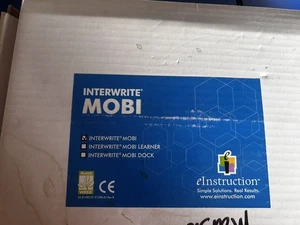 INTERWRITE®
MOBI
INTERWRITE® MOBI
INTERWRITE® MOBI LEARNER
INTERWRITE® MOBI DOCK
eInstruction®
Simple Solutions. Real Results.
www.einstruction.com
CE